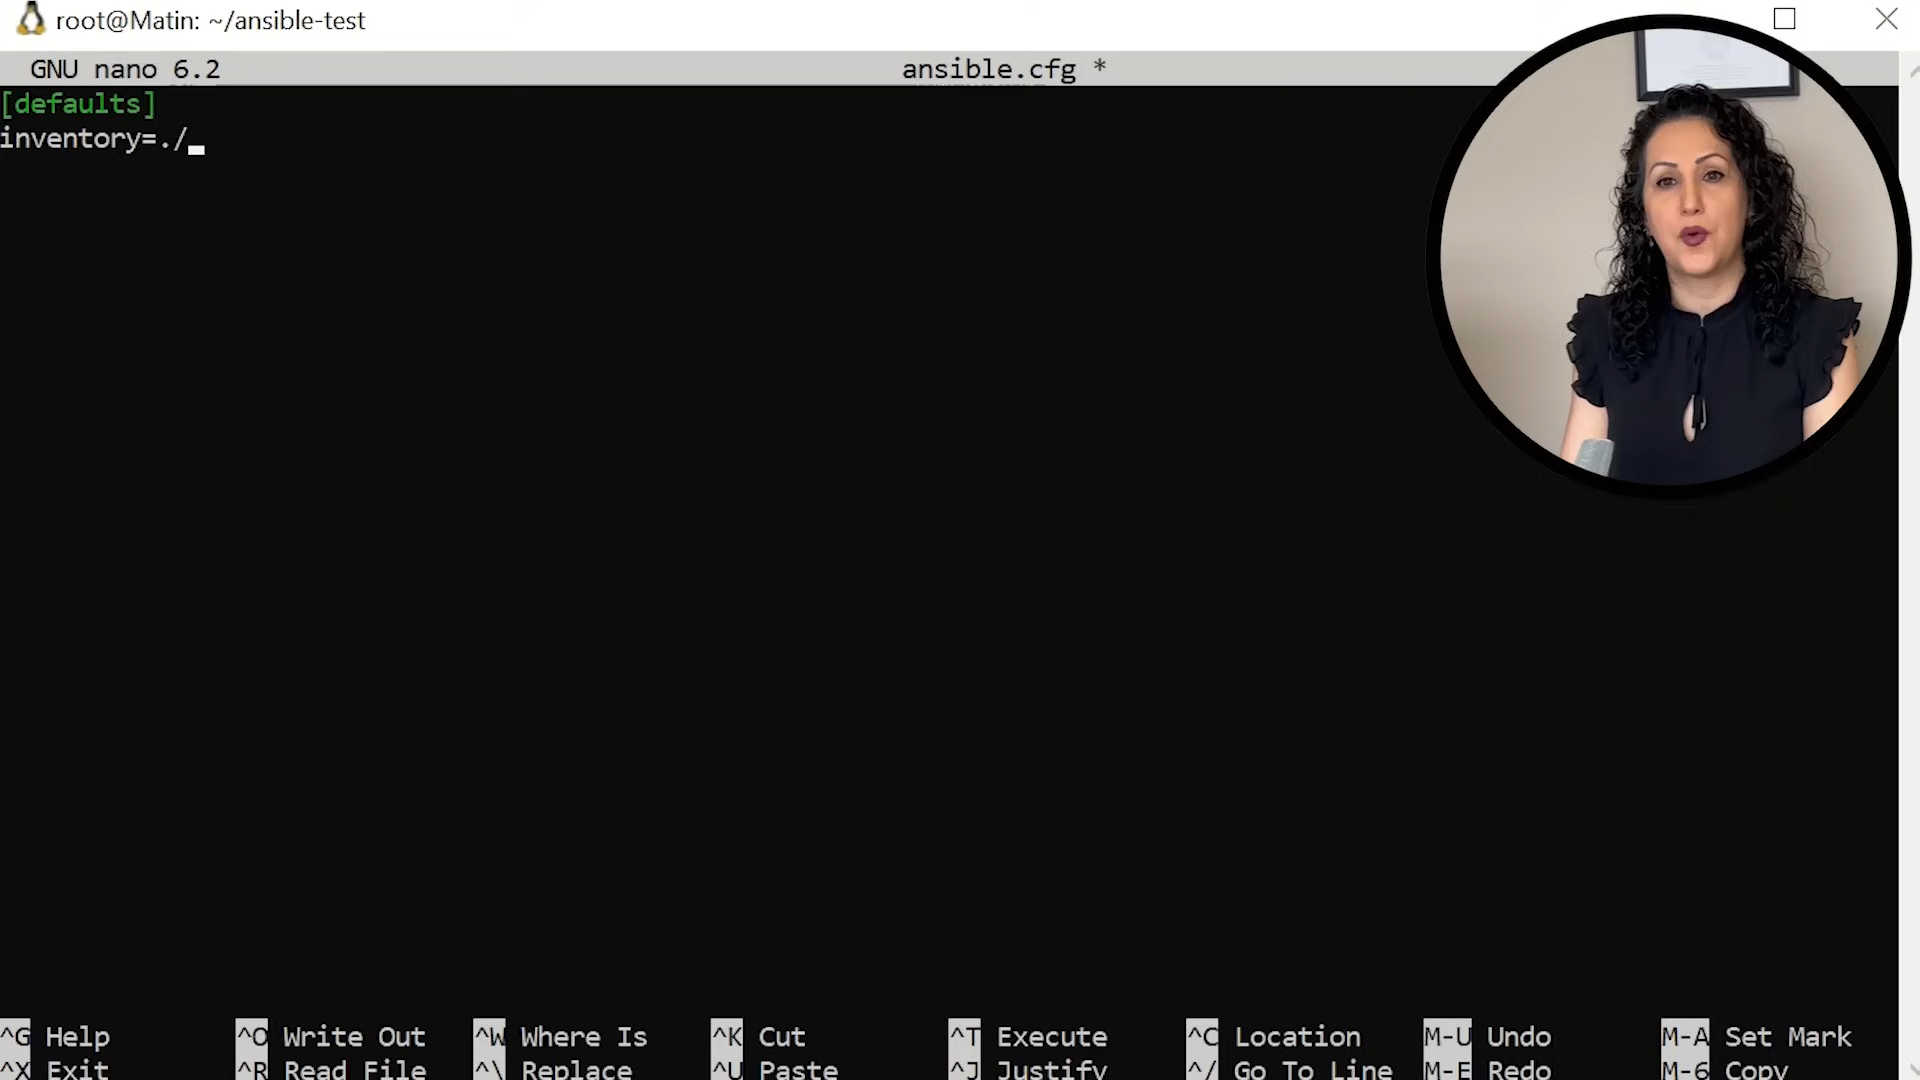 root@Matin: ~/ansible-test
GNU nano 6.2 ansible.cfg *
[defaults]
inventory=./
^G Help ^O Write Out ^W Where Is ^K Cut ^T Execute ^C Location M-U Undo M-A Set Mark
^X Exit ^R Read File ^\ Replace ^U Paste ^J Justify ^/ Go To Line M-E Redo M-6 Copy